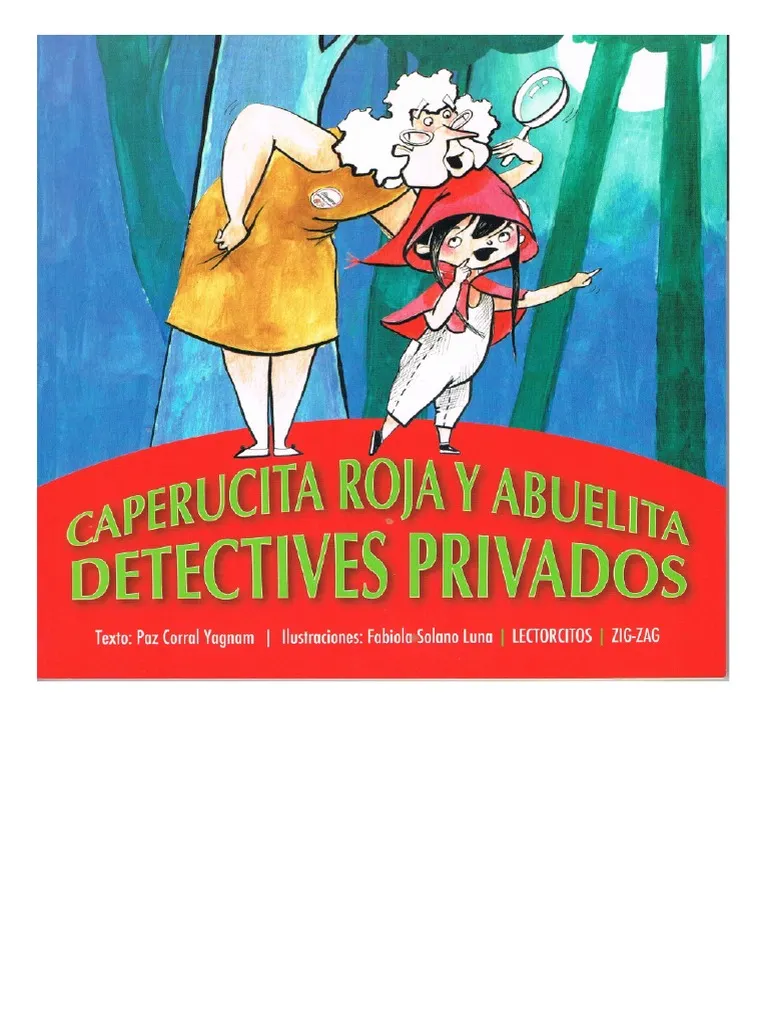 CAPERUCITA ROJA Y ABUELITA
DETECTIVES PRIVADOS
Texto: Paz Corral Yagnam | Ilustraciones: Fabiola Solano Luna | LECTORCITOS | ZIG-ZAG